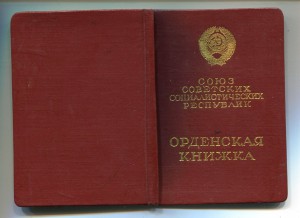 СОЮЗ
СОВЕТСКИХ
СОЦИАЛИСТИЧЕСКИХ
РЕСПУБЛИК
ОРДЕНСКАЯ
КНИЖКА